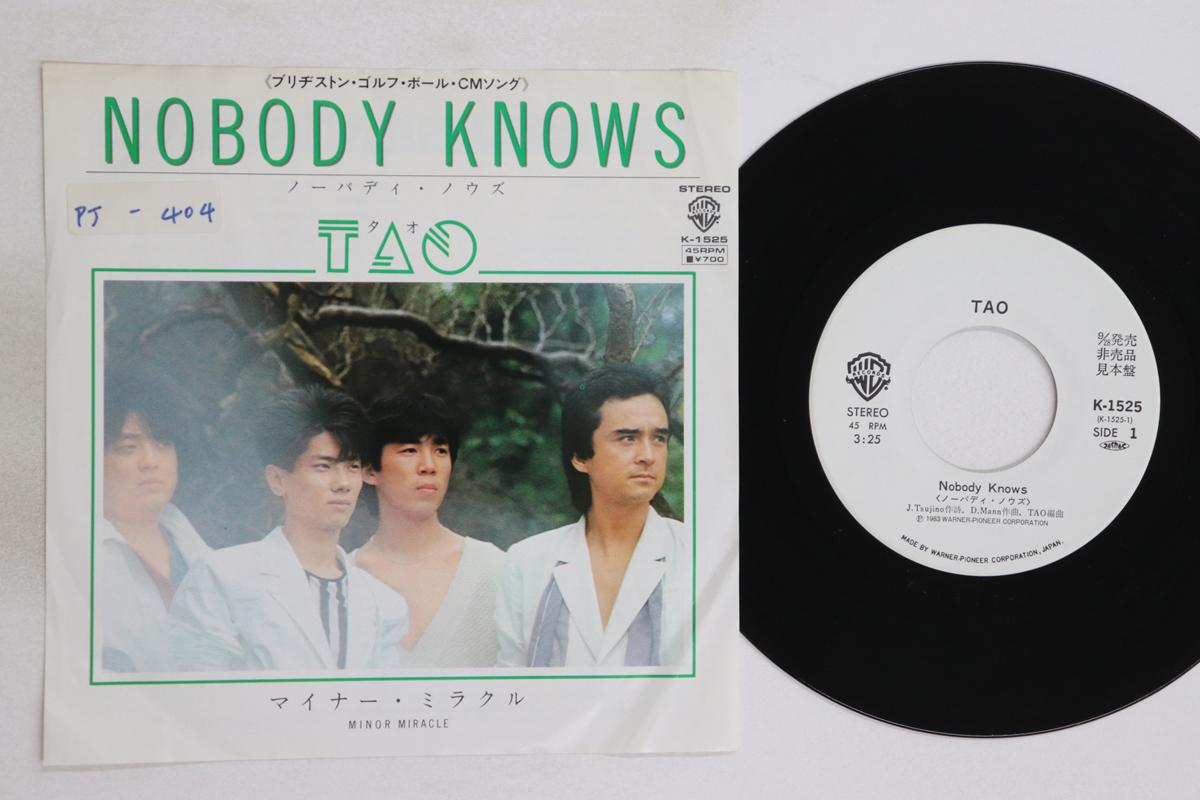 《ブリヂストン・ゴルフ・ボール・CMソング》
NOBODY KNOWS
ノーバディ・ノウズ
PJ - 404
タオ
TAO
STEREO
K-1525
45RPM
¥700
マイナー・ミラクル
MINOR MIRACLE
TAO
RECORDS
STEREO
45 RPM
3:25
9/28発売
非売品
見本盤
K-1525
(K-1525-1)
SIDE 1
Nobody Knows
〈ノーバディ・ノウズ〉
J.Tsujino作詩, D.Mann作曲, TAO編曲
Ⓟ 1983 WARNER-PIONEER CORPORATION
MADE BY WARNER-PIONEER CORPORATION, JAPAN.